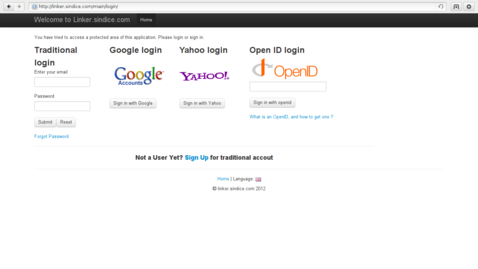 http://linker.sindice.com/main/login/
Welcome to Linker.sindice.com
Home
You have tried to access a protected area of this application. Please login or sign in
Traditional login
Enter your email
Password
Submit
Reset
Forgot Password
Google login
Google
Accounts
Sign in with Google
Yahoo login
YAHOO!
Sign in with Yahoo
Open ID login
OpenID
Sign in with openid
What is an OpenID, and how to get one ?
Not a User Yet? Sign Up for traditional accout
Home | Language:
© linker.sindice.com 2012